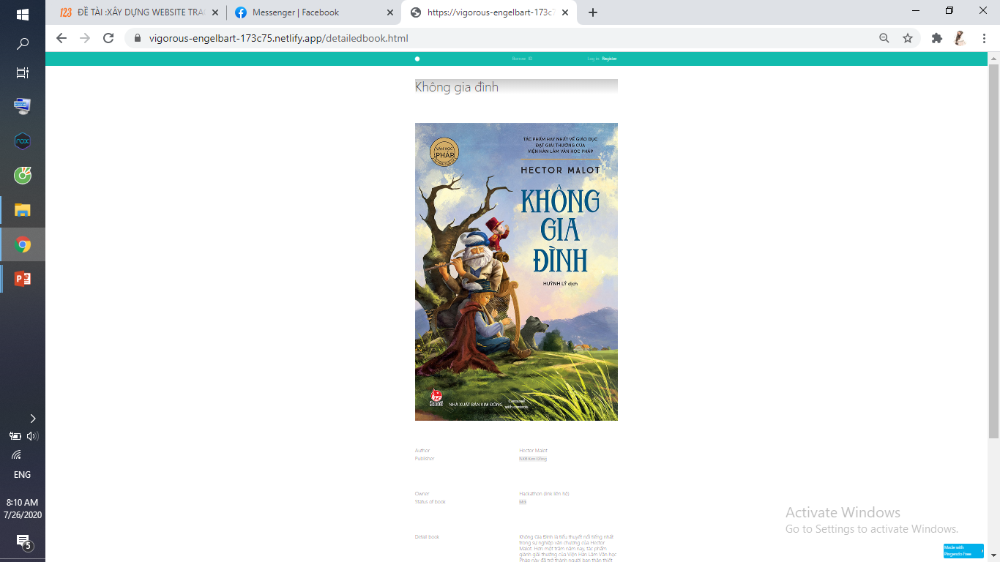 ĐỀ TÀI :XÂY DỰNG WEBSITE TRA
Messenger | Facebook
https://vigorous-engelbart-173c7
vigorous-engelbart-173c75.netlify.app/detailedbook.html
Borrow
Log in Register
Không gia đình
VĂN HỌC
PHÁP
TÁC PHẨM HAY NHẤT VỀ GIÁO DỤC
ĐẠT GIẢI THƯỞNG CỦA
VIỆN HÀN LÂM VĂN HỌC PHÁP
HECTOR MALOT
KHÔNG
GIA
ĐÌNH
HUỲNH LÝ dịch
NHÀ XUẤT BẢN KIM ĐỒNG
Carousel
with controls
Author Hector Malot
Publisher NXB Kim Đồng
Owner Hackathon (link liên hệ)
Status of book Mới
Detail book Không Gia Đình là tiểu thuyết nổi tiếng nhất
trong sự nghiệp văn chương của Hector
Malot. Hơn một trăm năm nay, tác phẩm
giành giải thưởng của Viện Hàn Lâm Văn học
Pháp này đã trở thành người bạn thân thiết
Activate Windows
Go to Settings to activate Windows.
Made with
Pingendo Free
nox
ENG
8:10 AM
7/26/2020
5